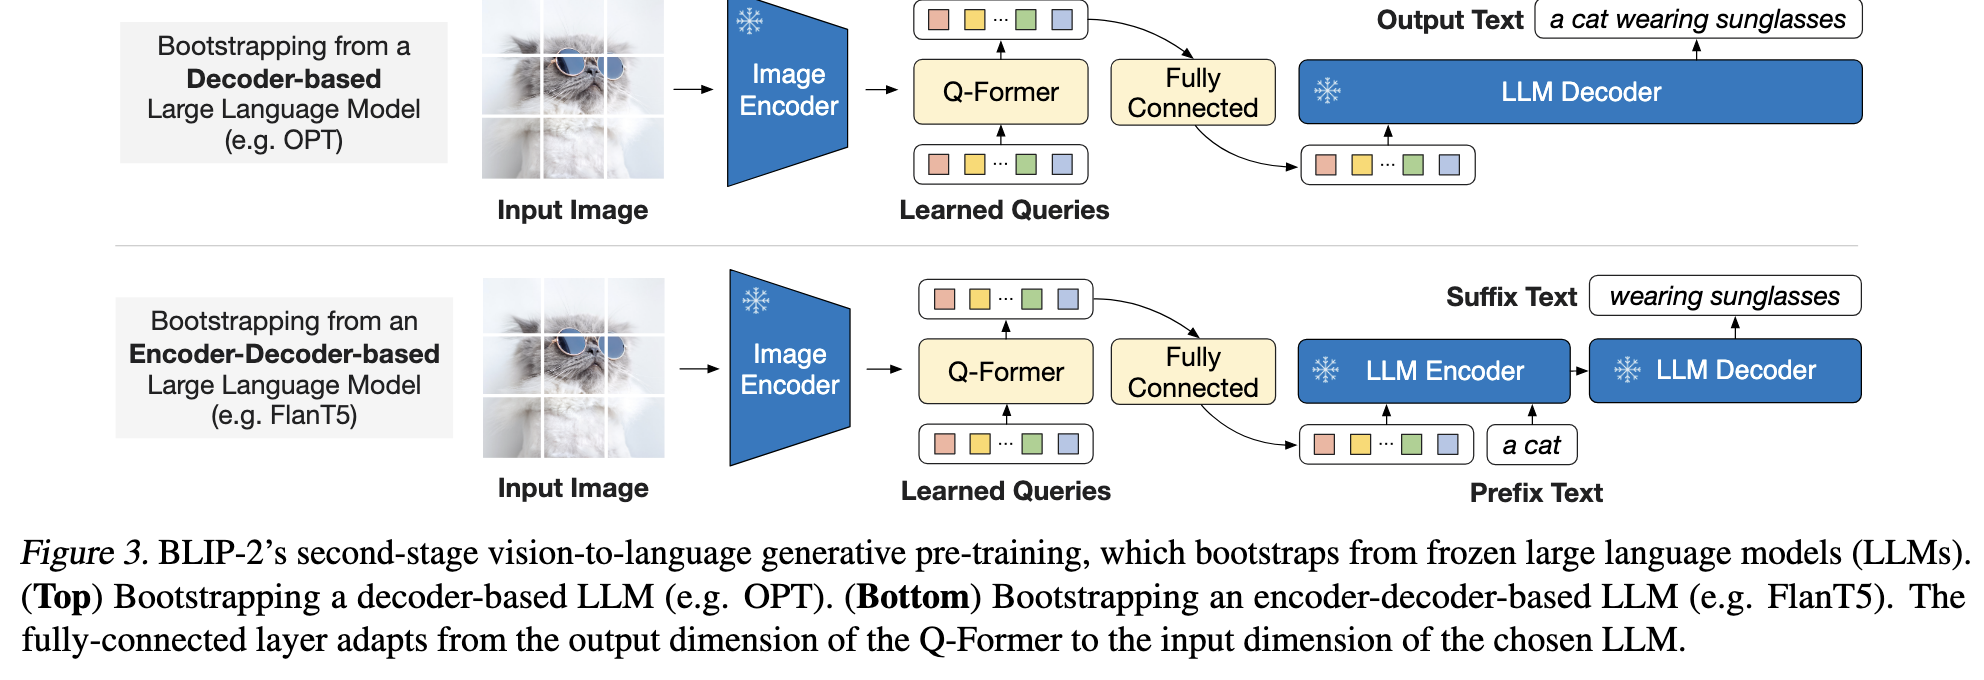 Bootstrapping from a
Decoder-based
Large Language Model
(e.g. OPT)
Input Image
Image
Encoder
Q-Former
...
...
Learned Queries
Fully
Connected
Output Text
a cat wearing sunglasses
LLM Decoder
...
Bootstrapping from an
Encoder-Decoder-based
Large Language Model
(e.g. FlanT5)
Input Image
Image
Encoder
...
Q-Former
...
Learned Queries
Fully
Connected
Suffix Text
wearing sunglasses
LLM Encoder
LLM Decoder
...
a cat
Prefix Text
Figure 3. BLIP-2’s second-stage vision-to-language generative pre-training, which bootstraps from frozen large language models (LLMs).
(Top) Bootstrapping a decoder-based LLM (e.g. OPT). (Bottom) Bootstrapping an encoder-decoder-based LLM (e.g. FlanT5). The
fully-connected layer adapts from the output dimension of the Q-Former to the input dimension of the chosen LLM.